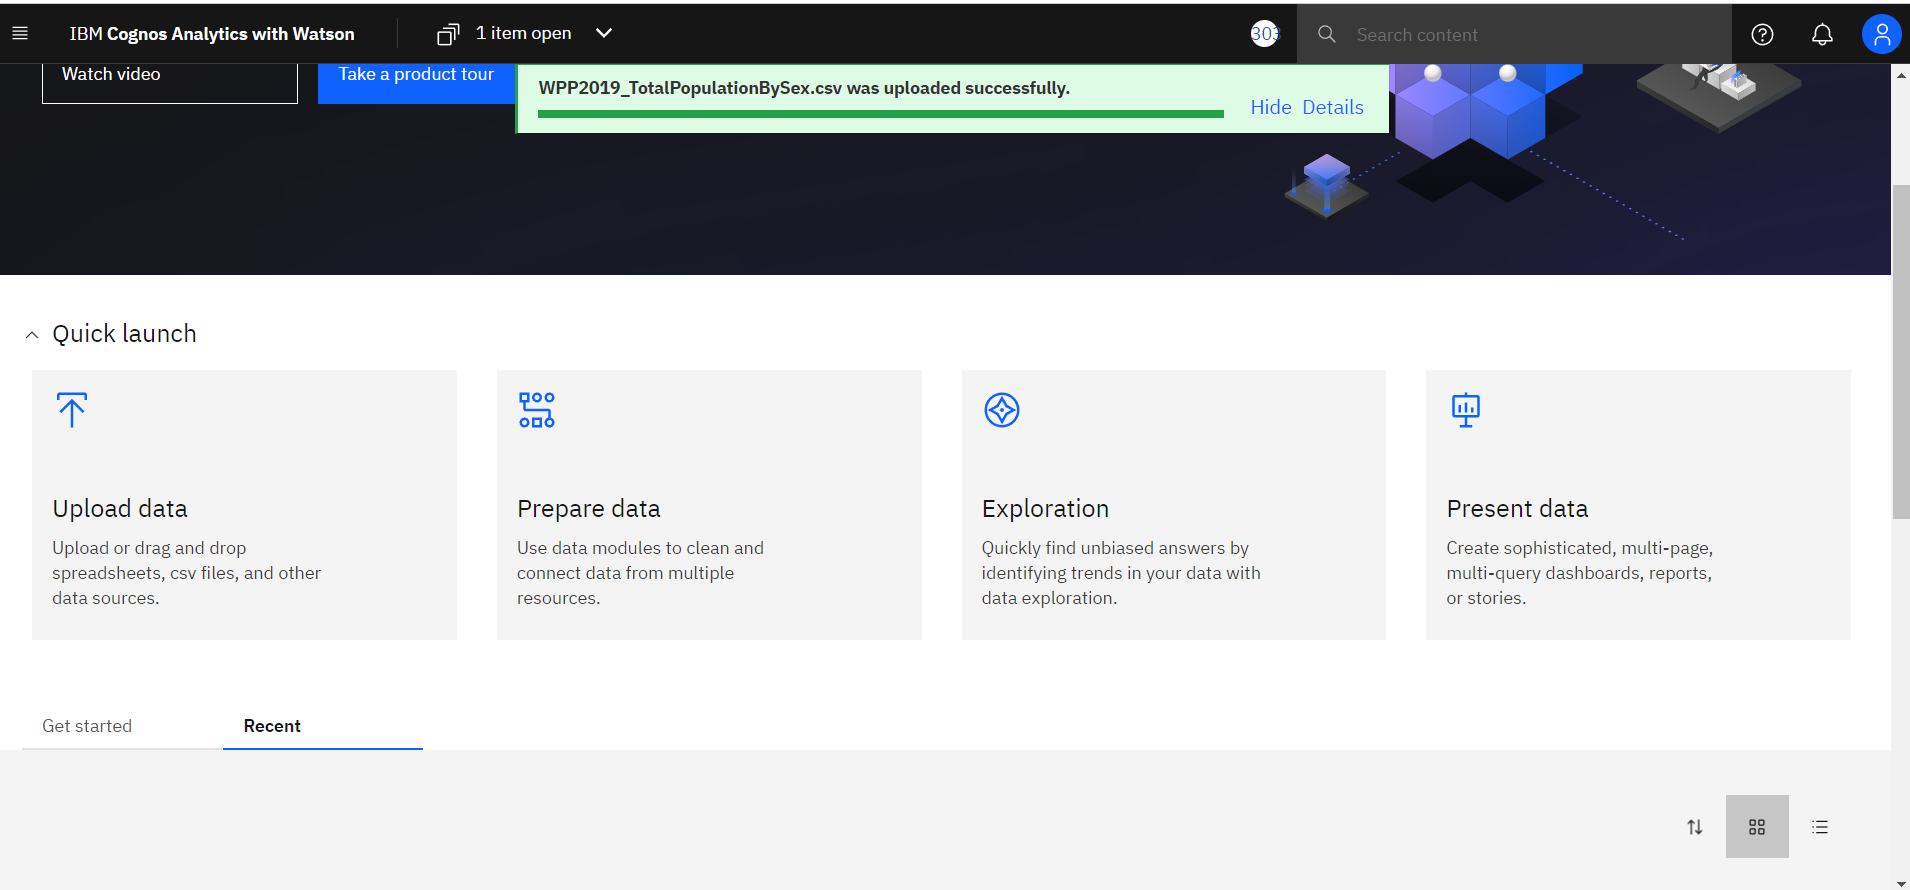 IBM Cognos Analytics with Watson
1 item open
303
Search content
Watch video
Take a product tour
WPP2019_TotalPopulationBySex.csv was uploaded successfully.
Hide Details
Quick launch
Upload data
Upload or drag and drop
spreadsheets, csv files, and other
data sources.
Prepare data
Use data modules to clean and
connect data from multiple
resources.
Exploration
Quickly find unbiased answers by
identifying trends in your data with
data exploration.
Present data
Create sophisticated, multi-page,
multi-query dashboards, reports,
or stories.
Get started
Recent